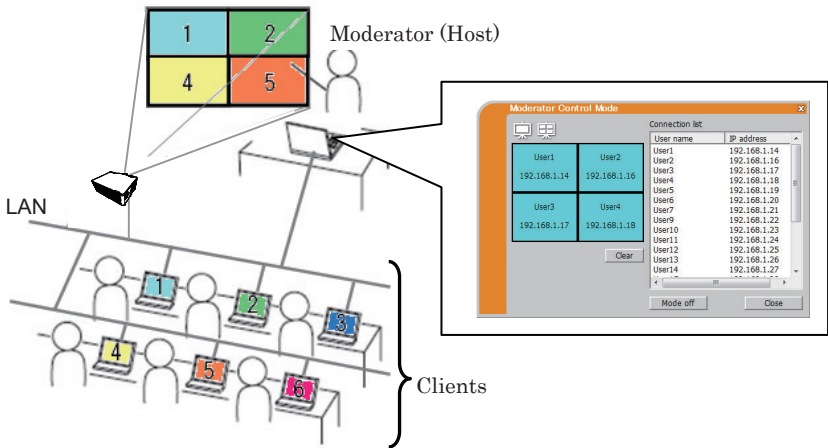 1 2
4 5
Moderator (Host)
LAN
1
2
3
4
5
6
Clients
Moderator Control Mode x
Connection list
User name IP address
User1 192.168.1.14
User2 192.168.1.16
User3 192.168.1.17
User4 192.168.1.18
User5 192.168.1.19
User6 192.168.1.20
User7 192.168.1.21
User9 192.168.1.22
User10 192.168.1.23
User11 192.168.1.24
User12 192.168.1.25
User13 192.168.1.26
User14 192.168.1.27
User1 User2
192.168.1.14 192.168.1.16
User3 User4
192.168.1.17 192.168.1.18
Clear
Mode off Close